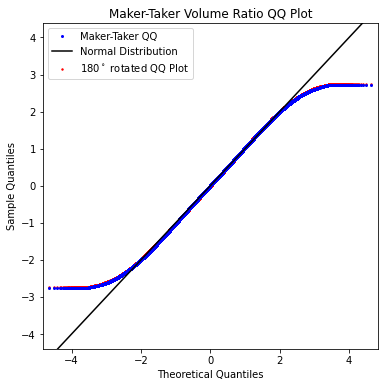 Maker-Taker Volume Ratio QQ Plot
Maker-Taker QQ
Normal Distribution
180° rotated QQ Plot
Sample Quantiles
4
3
2
1
0
−1
−2
−3
−4
−4
−2
0
2
4
Theoretical Quantiles